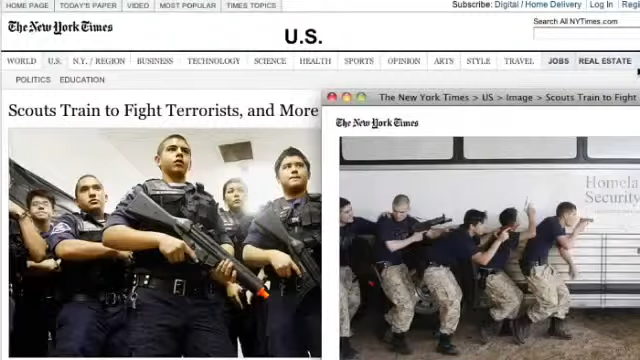 HOME PAGE TODAY'S PAPER VIDEO MOST POPULAR TIMES TOPICS
Subscribe: Digital / Home Delivery Log In
The New York Times
U.S.
Search All NYTimes.com
WORLD U.S. N.Y. / REGION BUSINESS TECHNOLOGY SCIENCE HEALTH SPORTS OPINION ARTS STYLE TRAVEL JOBS REAL ESTATE
POLITICS EDUCATION
Scouts Train to Fight Terrorists, and More
The New York Times > US > Image > Scouts Train to Fight
The New York Times
Security